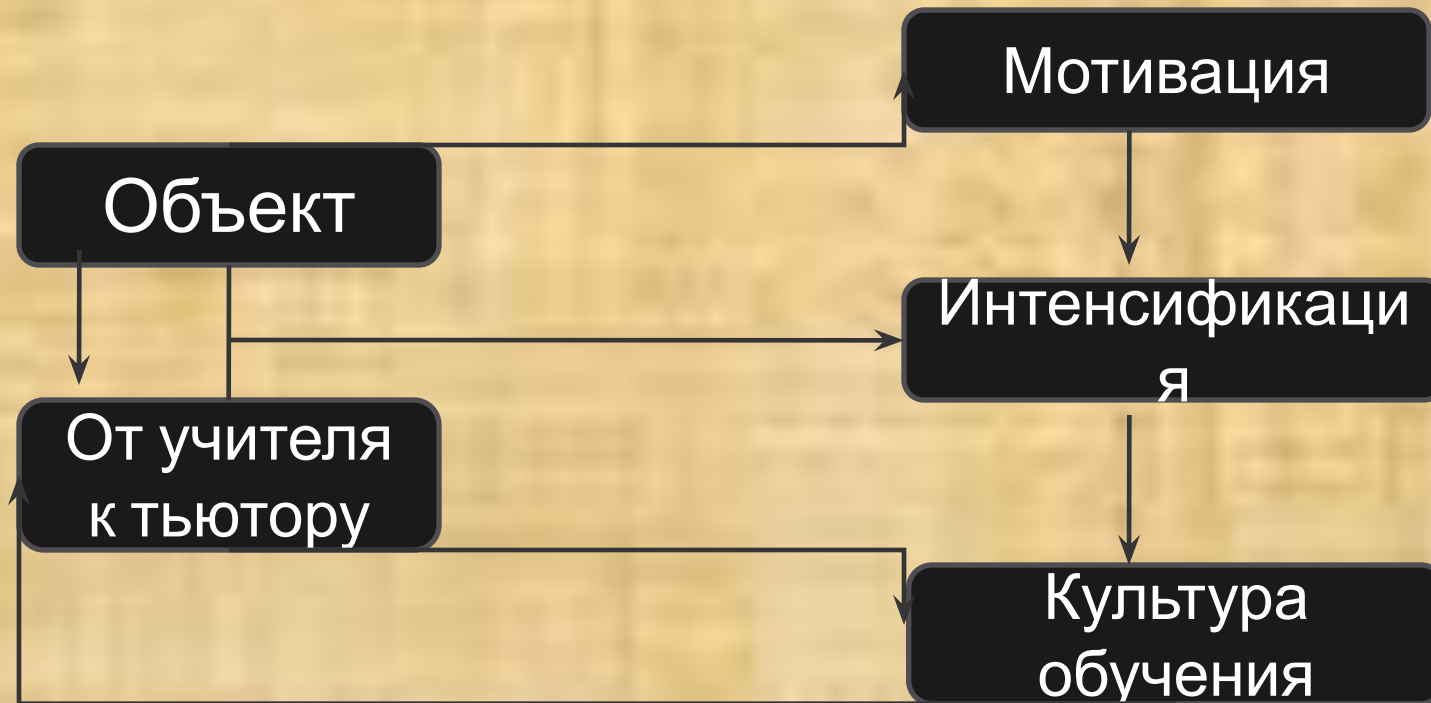 Мотивация
Объект
Интенсификаци
я
От учителя
к тьютору
Культура
обучения